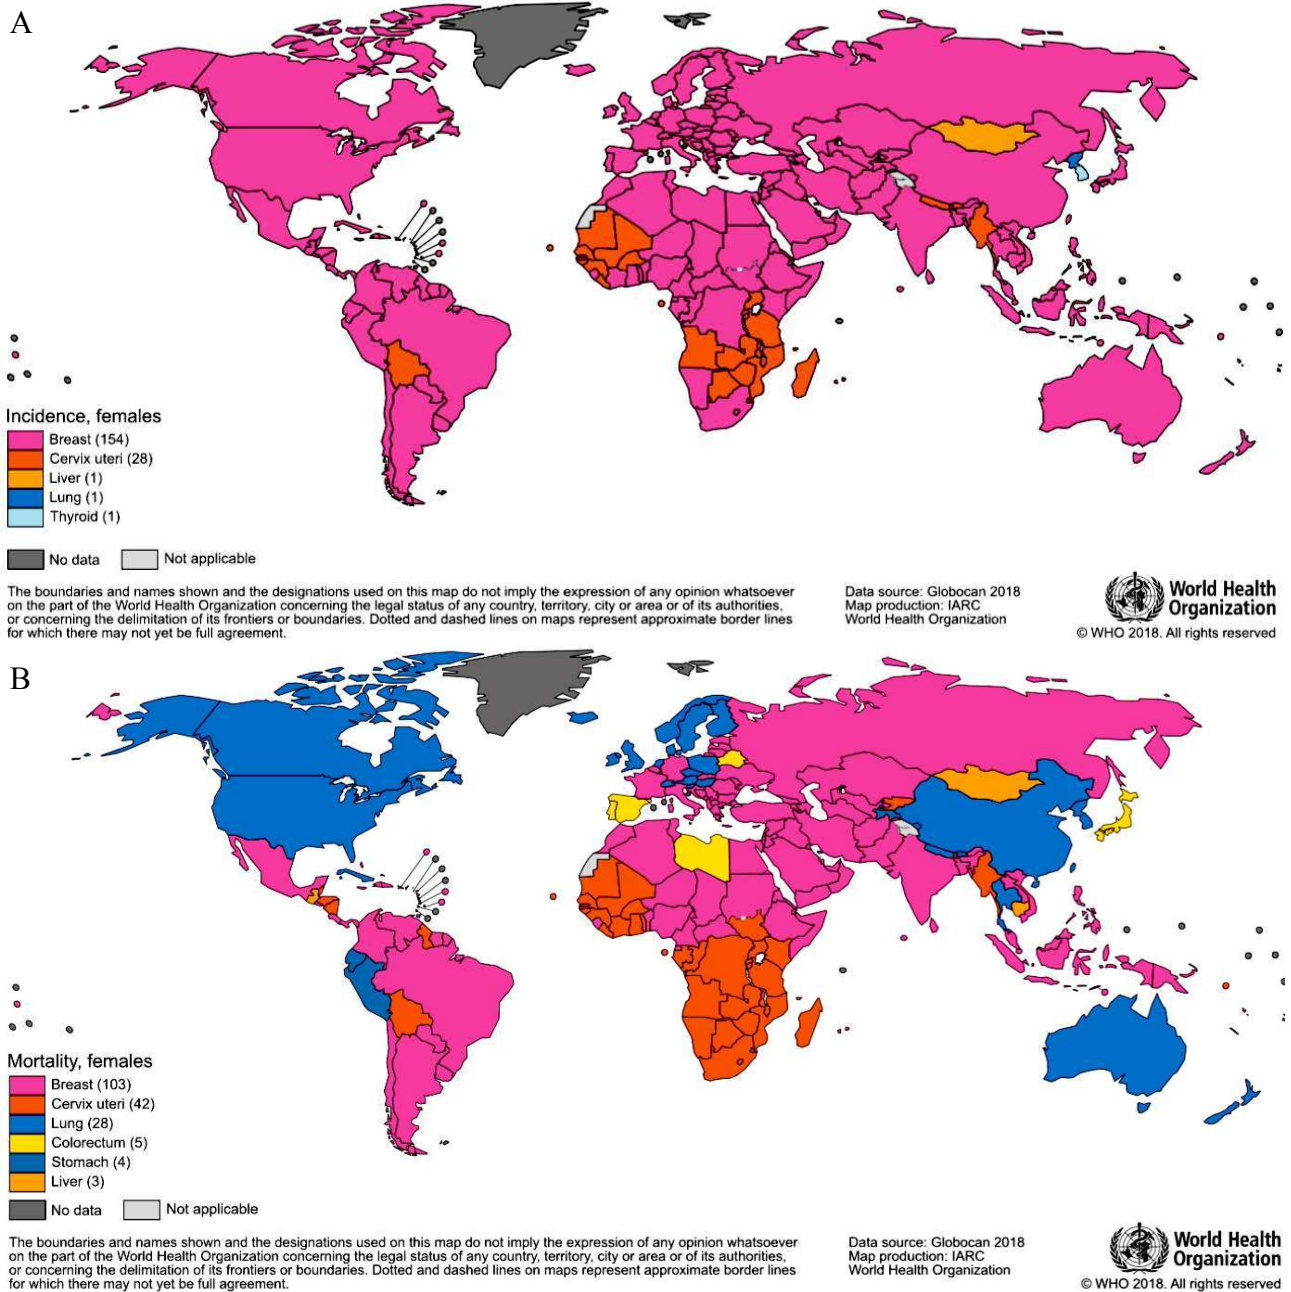 A
Incidence, females
Breast (154)
Cervix uteri (28)
Liver (1)
Lung (1)
Thyroid (1)
No data
Not applicable
The boundaries and names shown and the designations used on this map do not imply the expression of any opinion whatsoever
on the part of the World Health Organization concerning the legal status of any country, territory, city or area or of its authorities,
or concerning the delimitation of its frontiers or boundaries. Dotted and dashed lines on maps represent approximate border lines
for which there may not yet be full agreement.
Data source: Globocan 2018
Map production: IARC
World Health Organization
World Health
Organization
© WHO 2018. All rights reserved
B
Mortality, females
Breast (103)
Cervix uteri (42)
Lung (28)
Colorectum (5)
Stomach (4)
Liver (3)
No data
Not applicable
The boundaries and names shown and the designations used on this map do not imply the expression of any opinion whatsoever
on the part of the World Health Organization concerning the legal status of any country, territory, city or area or of its authorities,
or concerning the delimitation of its frontiers or boundaries. Dotted and dashed lines on maps represent approximate border lines
for which there may not yet be full agreement.
Data source: Globocan 2018
Map production: IARC
World Health Organization
World Health
Organization
© WHO 2018. All rights reserved